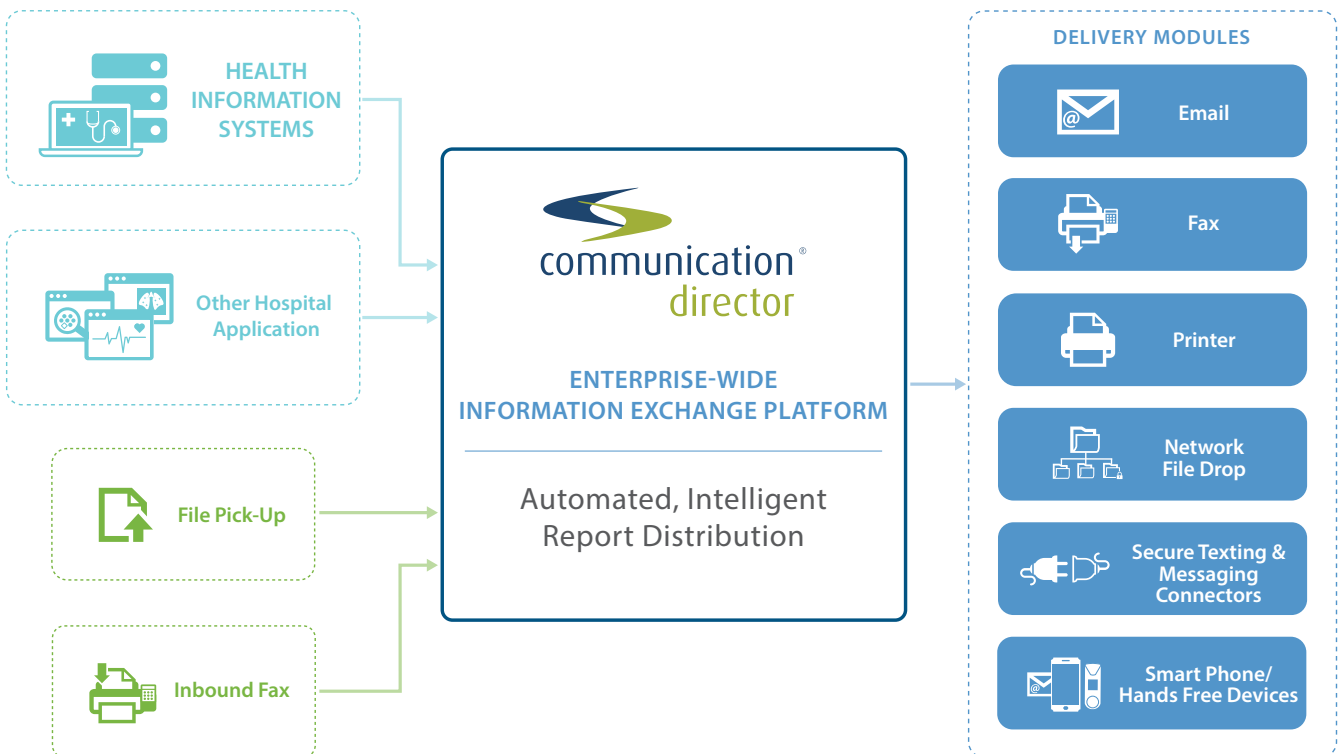 HEALTH
INFORMATION
SYSTEMS
Other Hospital
Application
File Pick-Up
Inbound Fax
communication®
director
ENTERPRISE-WIDE
INFORMATION EXCHANGE PLATFORM
Automated, Intelligent
Report Distribution
DELIVERY MODULES
@
Email
Fax
Printer
Network
File Drop
Secure Texting &
Messaging
Connectors
@
Smart Phone/
Hands Free Devices